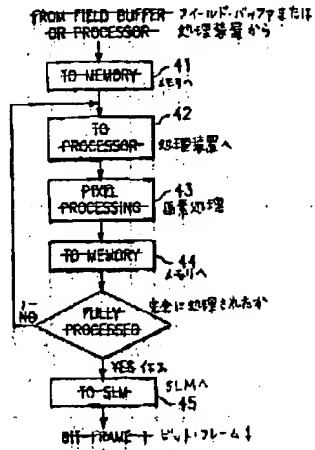 FROM FIELD BUFFER フィールド・バッファまたは
OR PROCESSOR 処理装置から
TO MEMORY
41
メモリへ
42
TO
PROCESSOR
処理装置へ
PIXEL
PROCESSING
43
画素処理
TO MEMORY
44
メモリへ
完全に処理されたか
FULLY
PROCESSED
NO
YES イエス
TO SLM
SLMへ
45
BIT FRAME ↓ ビット・フレーム↓